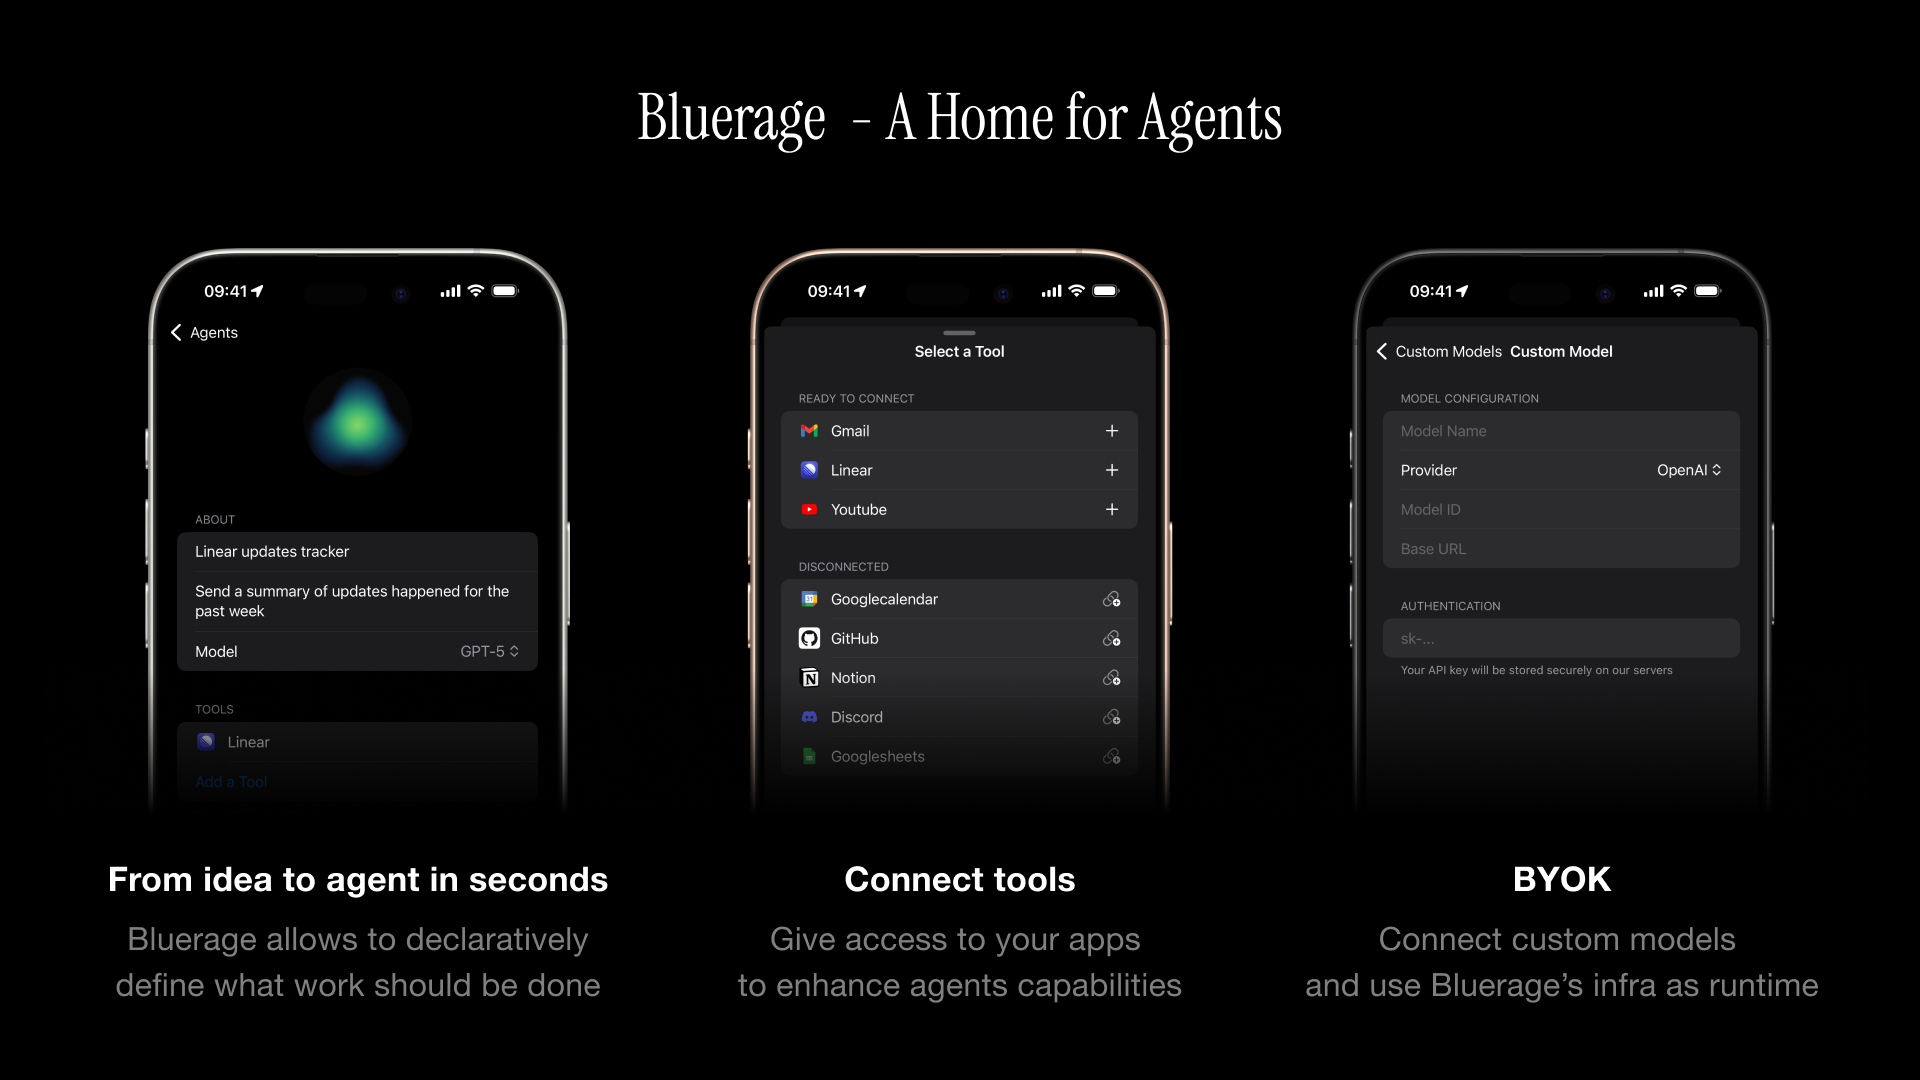 Bluerage - A Home for Agents
09:41
Agents
ABOUT
Linear updates tracker
Send a summary of updates happened for the
past week
Model GPT-5
TOOLS
Linear
Add a Tool
From idea to agent in seconds
Bluerage allows to declaratively
define what work should be done
09:41
Select a Tool
READY TO CONNECT
Gmail
Linear
Youtube
DISCONNECTED
Googlecalendar
GitHub
Notion
Discord
Googlesheets
Connect tools
Give access to your apps
to enhance agents capabilities
09:41
Custom Models Custom Model
MODEL CONFIGURATION
Model Name
Provider OpenAI
Model ID
Base URL
AUTHENTICATION
sk-...
Your API key will be stored securely on our servers
BYOK
Connect custom models
and use Bluerage’s infra as runtime